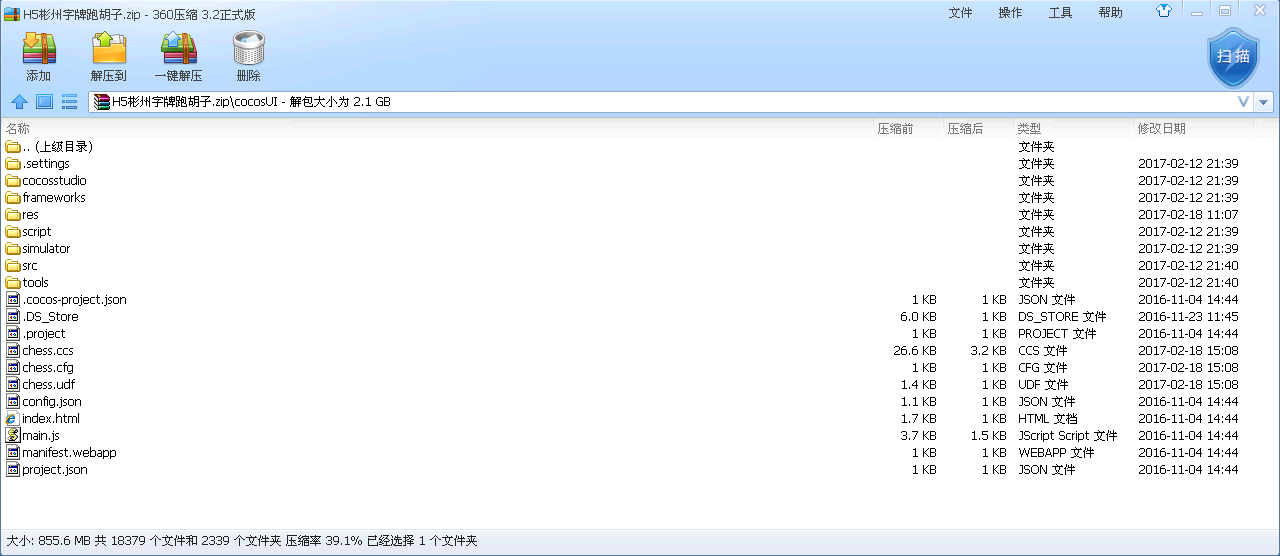 H5彬州字牌跑胡子.zip - 360压缩 3.2正式版
文件 操作 工具 帮助
添加 解压到 一键解压 删除 扫描
H5彬州字牌跑胡子.zip\cocosUI - 解包大小为 2.1 GB
名称 压缩前 压缩后 类型 修改日期
.. (上级目录) 文件夹
.settings 文件夹 2017-02-12 21:39
cocosstudio 文件夹 2017-02-12 21:39
frameworks 文件夹 2017-02-12 21:39
res 文件夹 2017-02-18 11:07
script 文件夹 2017-02-12 21:39
simulator 文件夹 2017-02-12 21:39
src 文件夹 2017-02-12 21:40
tools 文件夹 2017-02-12 21:40
.cocos-project.json 1 KB 1 KB JSON 文件 2016-11-04 14:44
.DS_Store 6.0 KB 1 KB DS_STORE 文件 2016-11-23 11:45
.project 1 KB 1 KB PROJECT 文件 2016-11-04 14:44
chess.ccs 26.6 KB 3.2 KB CCS 文件 2017-02-18 15:08
chess.cfg 1 KB 1 KB CFG 文件 2017-02-18 15:08
chess.udf 1.4 KB 1 KB UDF 文件 2017-02-18 15:08
config.json 1.1 KB 1 KB JSON 文件 2016-11-04 14:44
index.html 1.7 KB 1 KB HTML 文档 2016-11-04 14:44
main.js 3.7 KB 1.5 KB JScript Script 文件 2016-11-04 14:44
manifest.webapp 1 KB 1 KB WEBAPP 文件 2016-11-04 14:44
project.json 1 KB 1 KB JSON 文件 2016-11-04 14:44
大小: 855.6 MB 共 18379 个文件和 2339 个文件夹 压缩率 39.1% 已经选择 1 个文件夹